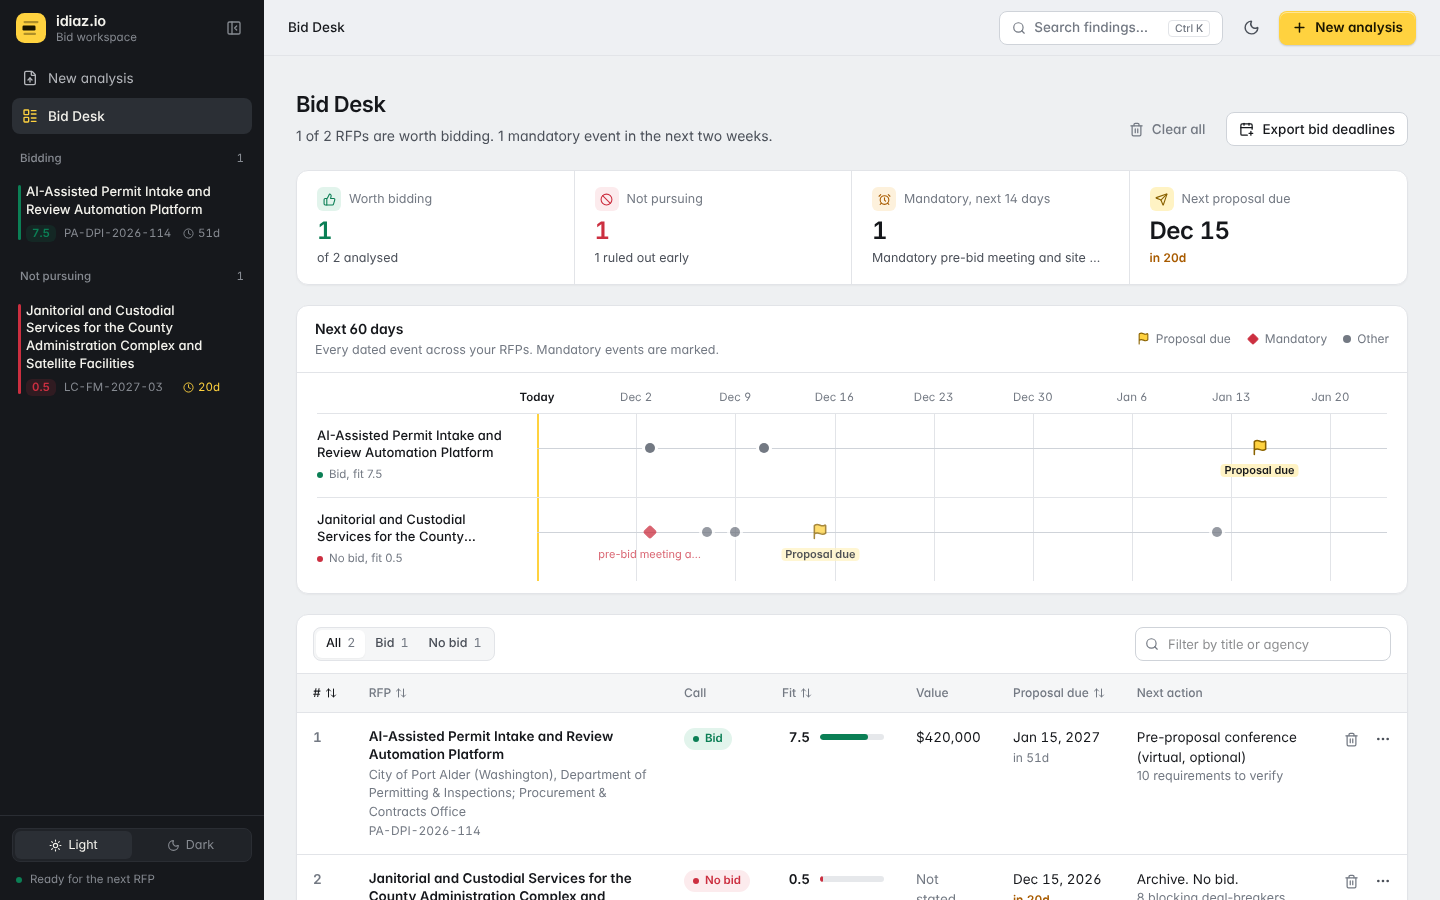 idiaz.io
Bid workspace
New analysis
Bid Desk
Bidding 1
AI-Assisted Permit Intake and
Review Automation Platform
7.5 PA-DPI-2026-114 51d
Not pursuing 1
Janitorial and Custodial
Services for the County
Administration Complex and
Satellite Facilities
0.5 LC-FM-2027-03 20d
Light Dark
Ready for the next RFP
Bid Desk
Search findings... Ctrl K
New analysis
Bid Desk
1 of 2 RFPs are worth bidding. 1 mandatory event in the next two weeks.
Clear all
Export bid deadlines
Worth bidding
1
of 2 analysed
Not pursuing
1
1 ruled out early
Mandatory, next 14 days
1
Mandatory pre-bid meeting and site ...
Next proposal due
Dec 15
in 20d
Next 60 days
Every dated event across your RFPs. Mandatory events are marked.
Proposal due Mandatory Other
Today Dec 2 Dec 9 Dec 16 Dec 23 Dec 30 Jan 6 Jan 13 Jan 20
AI-Assisted Permit Intake and
Review Automation Platform
Bid, fit 7.5
Proposal due
Janitorial and Custodial
Services for the County...
No bid, fit 0.5
pre-bid meeting a...
Proposal due
All 2 Bid 1 No bid 1
Filter by title or agency
# RFP Call Fit Value Proposal due Next action
1
AI-Assisted Permit Intake and Review
Automation Platform
City of Port Alder (Washington), Department of
Permitting & Inspections; Procurement &
Contracts Office
PA-DPI-2026-114
Bid
7.5
$420,000
Jan 15, 2027
in 51d
Pre-proposal conference
(virtual, optional)
10 requirements to verify
2
Janitorial and Custodial Services for the
County Administration Complex and
No bid
0.5
Not
stated
Dec 15, 2026
in 20d
Archive. No bid.
8 blocking deal-breakers